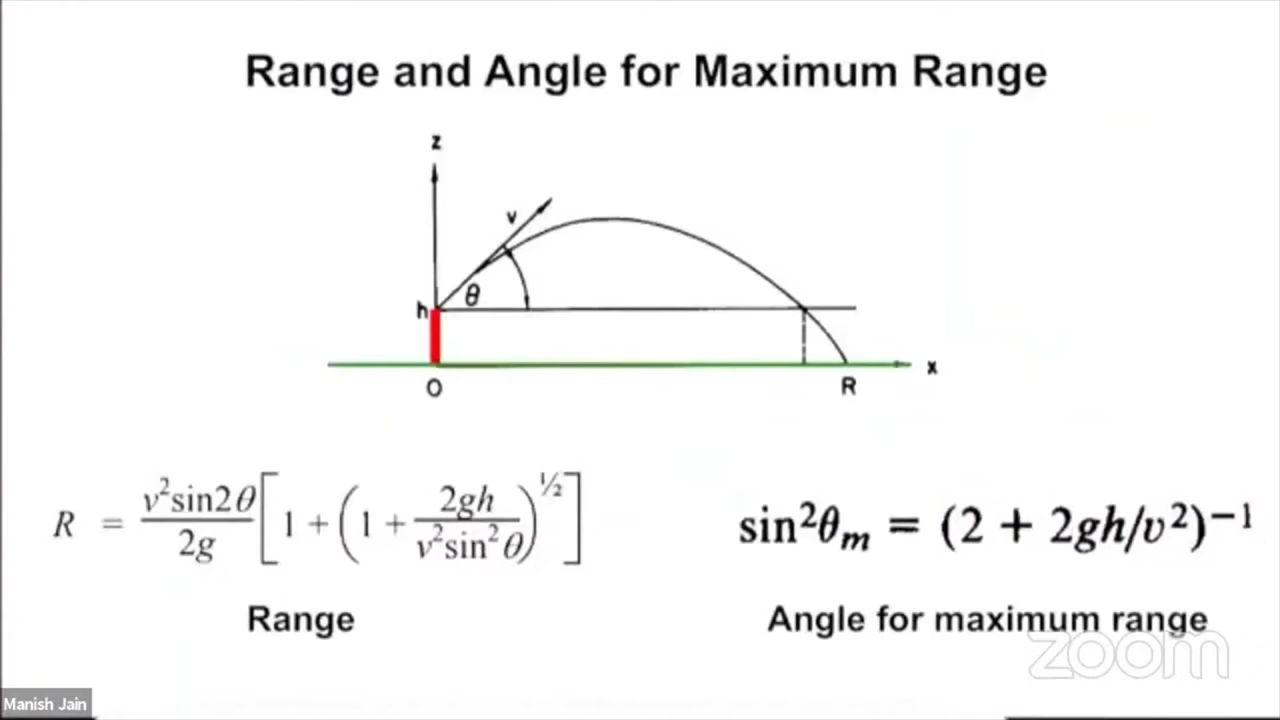 Range and Angle for Maximum Range
z
v
θ
h
x
O
R
R = v²sin2θ/2g [1 + (1 + 2gh/v²sin²θ)^½]
sin²θₘ = (2 + 2gh/v²)⁻¹
Range
Angle for maximum range
zoom
Manish Jain